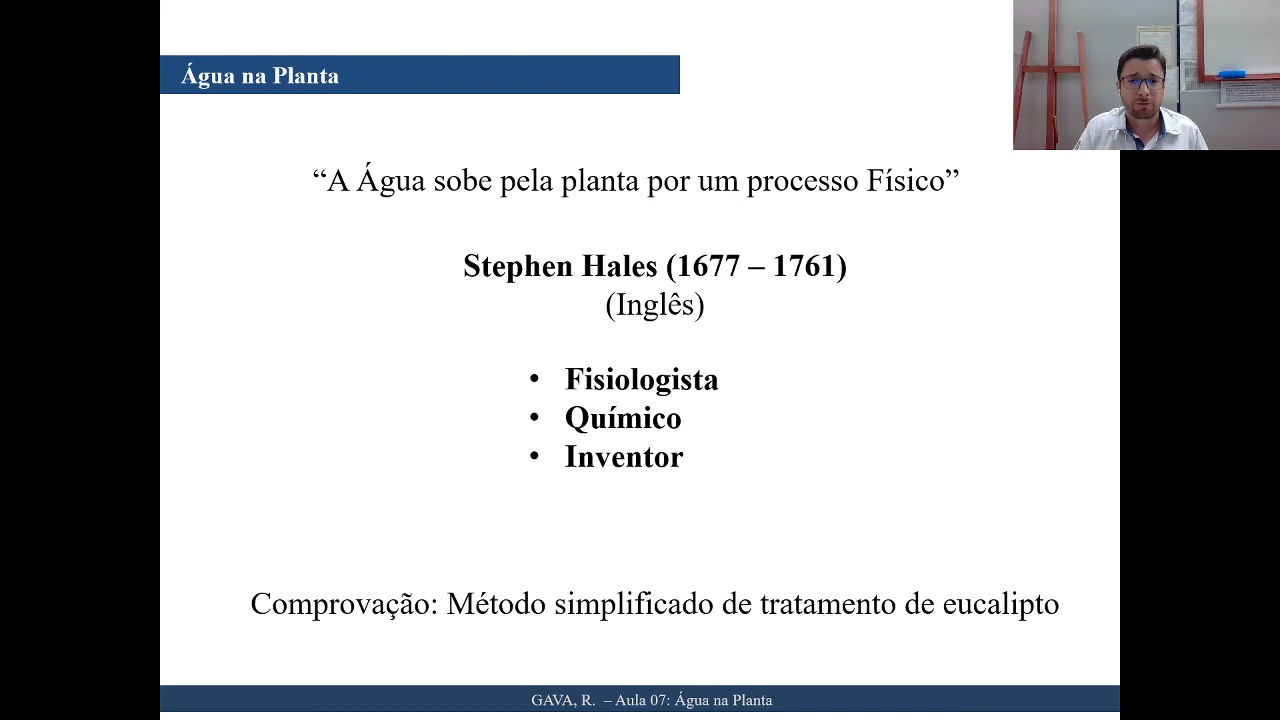 Água na Planta
“A Água sobe pela planta por um processo Físico”
Stephen Hales (1677 – 1761)
(Inglês)
• Fisiologista
• Químico
• Inventor
Comprovação: Método simplificado de tratamento de eucalipto
GAVA, R. – Aula 07: Água na Planta